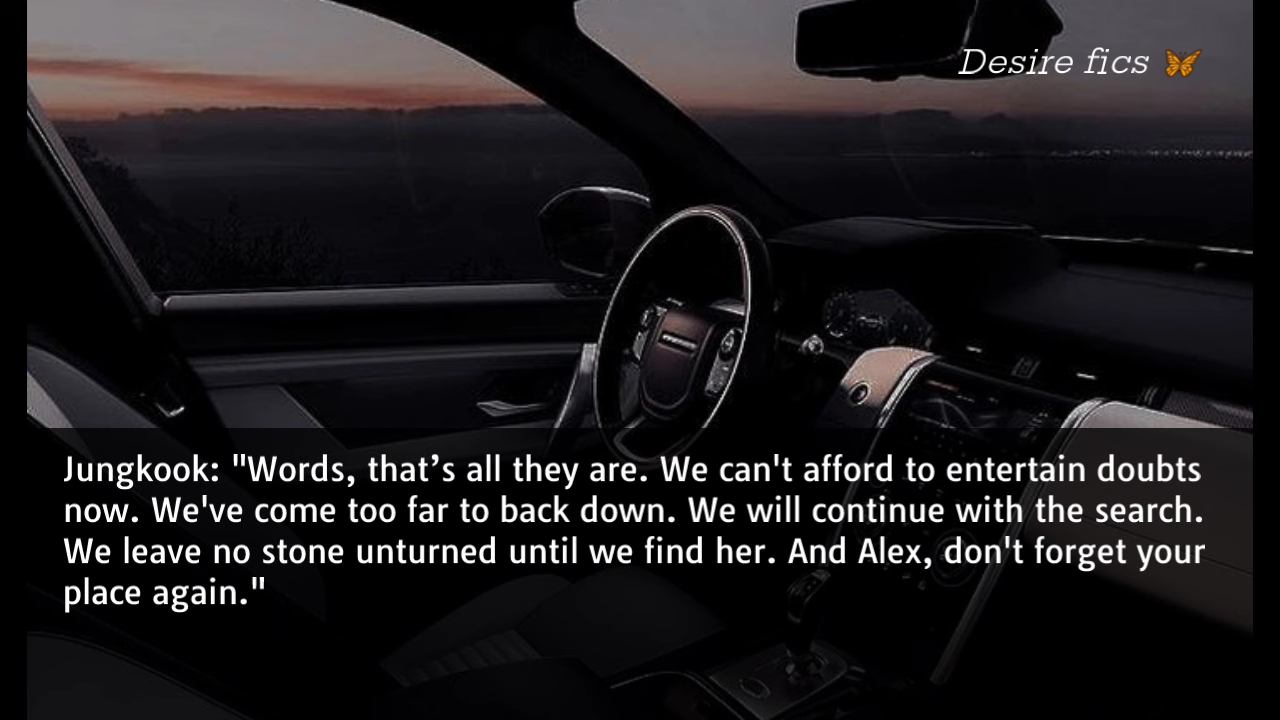 Desire fics 🦋
Jungkook: "Words, that’s all they are. We can't afford to entertain doubts
now. We've come too far to back down. We will continue with the search.
We leave no stone unturned until we find her. And Alex, don't forget your
place again."